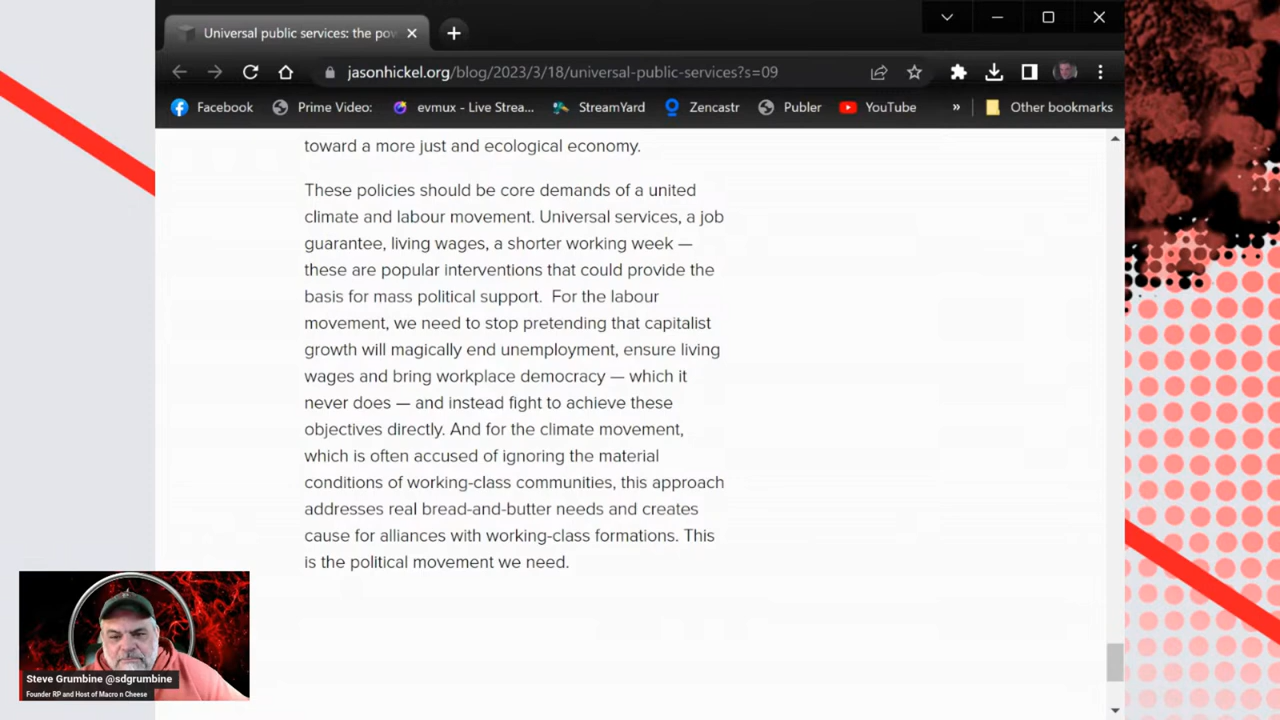 Universal public services: the pov
jasonhickel.org/blog/2023/3/18/universal-public-services?s=09
Facebook
Prime Video:
evmux - Live Strea...
StreamYard
Zencastr
Publer
YouTube
»
Other bookmarks
toward a more just and ecological economy.
These policies should be core demands of a united
climate and labour movement. Universal services, a job
guarantee, living wages, a shorter working week —
these are popular interventions that could provide the
basis for mass political support.  For the labour
movement, we need to stop pretending that capitalist
growth will magically end unemployment, ensure living
wages and bring workplace democracy — which it
never does — and instead fight to achieve these
objectives directly. And for the climate movement,
which is often accused of ignoring the material
conditions of working-class communities, this approach
addresses real bread-and-butter needs and creates
cause for alliances with working-class formations. This
is the political movement we need.
Steve Grumbine @sdgrumbine
Founder RP and Host of Macro n Cheese